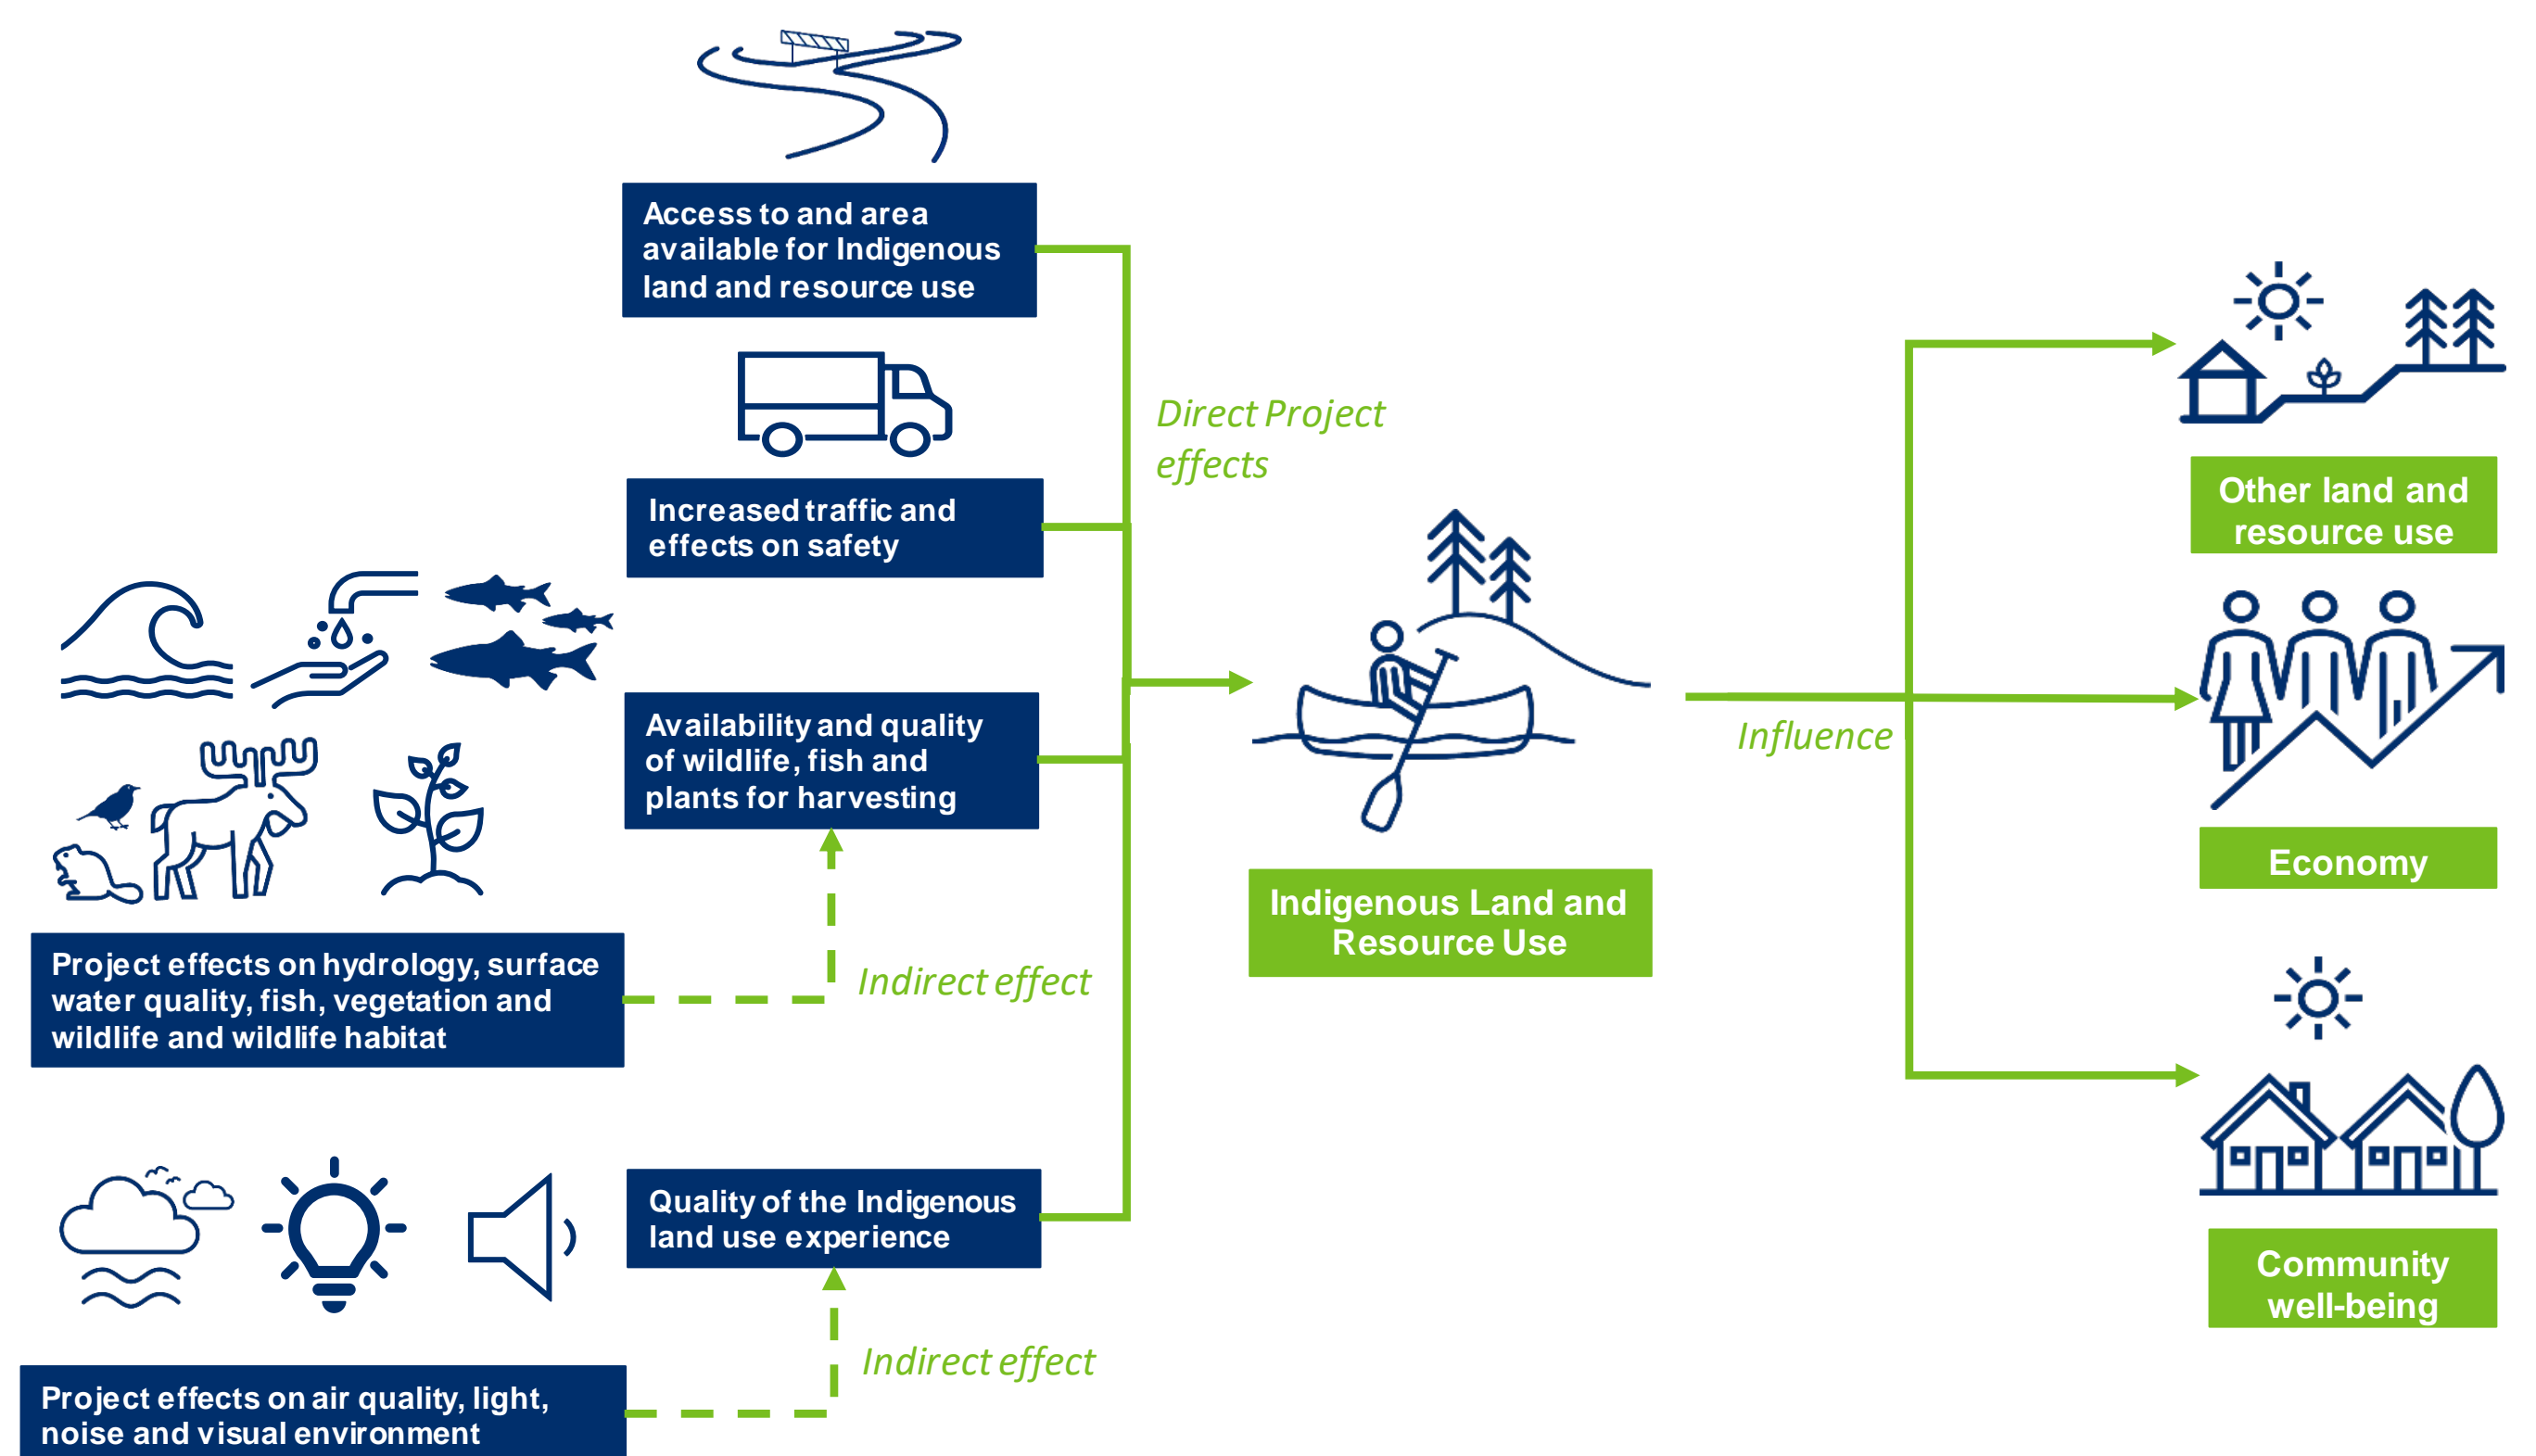 Access to and area
available for Indigenous
land and resource use
Direct Project
effects
Increased traffic and
effects on safety
Availability and quality
of wildlife, fish and
plants for harvesting
Project effects on hydrology, surface
water quality, fish, vegetation and
wildlife and wildlife habitat
Indirect effect
Quality of the Indigenous
land use experience
Project effects on air quality, light,
noise and visual environment
Indirect effect
Indigenous Land and
Resource Use
Influence
Other land and
resource use
Economy
Community
well-being